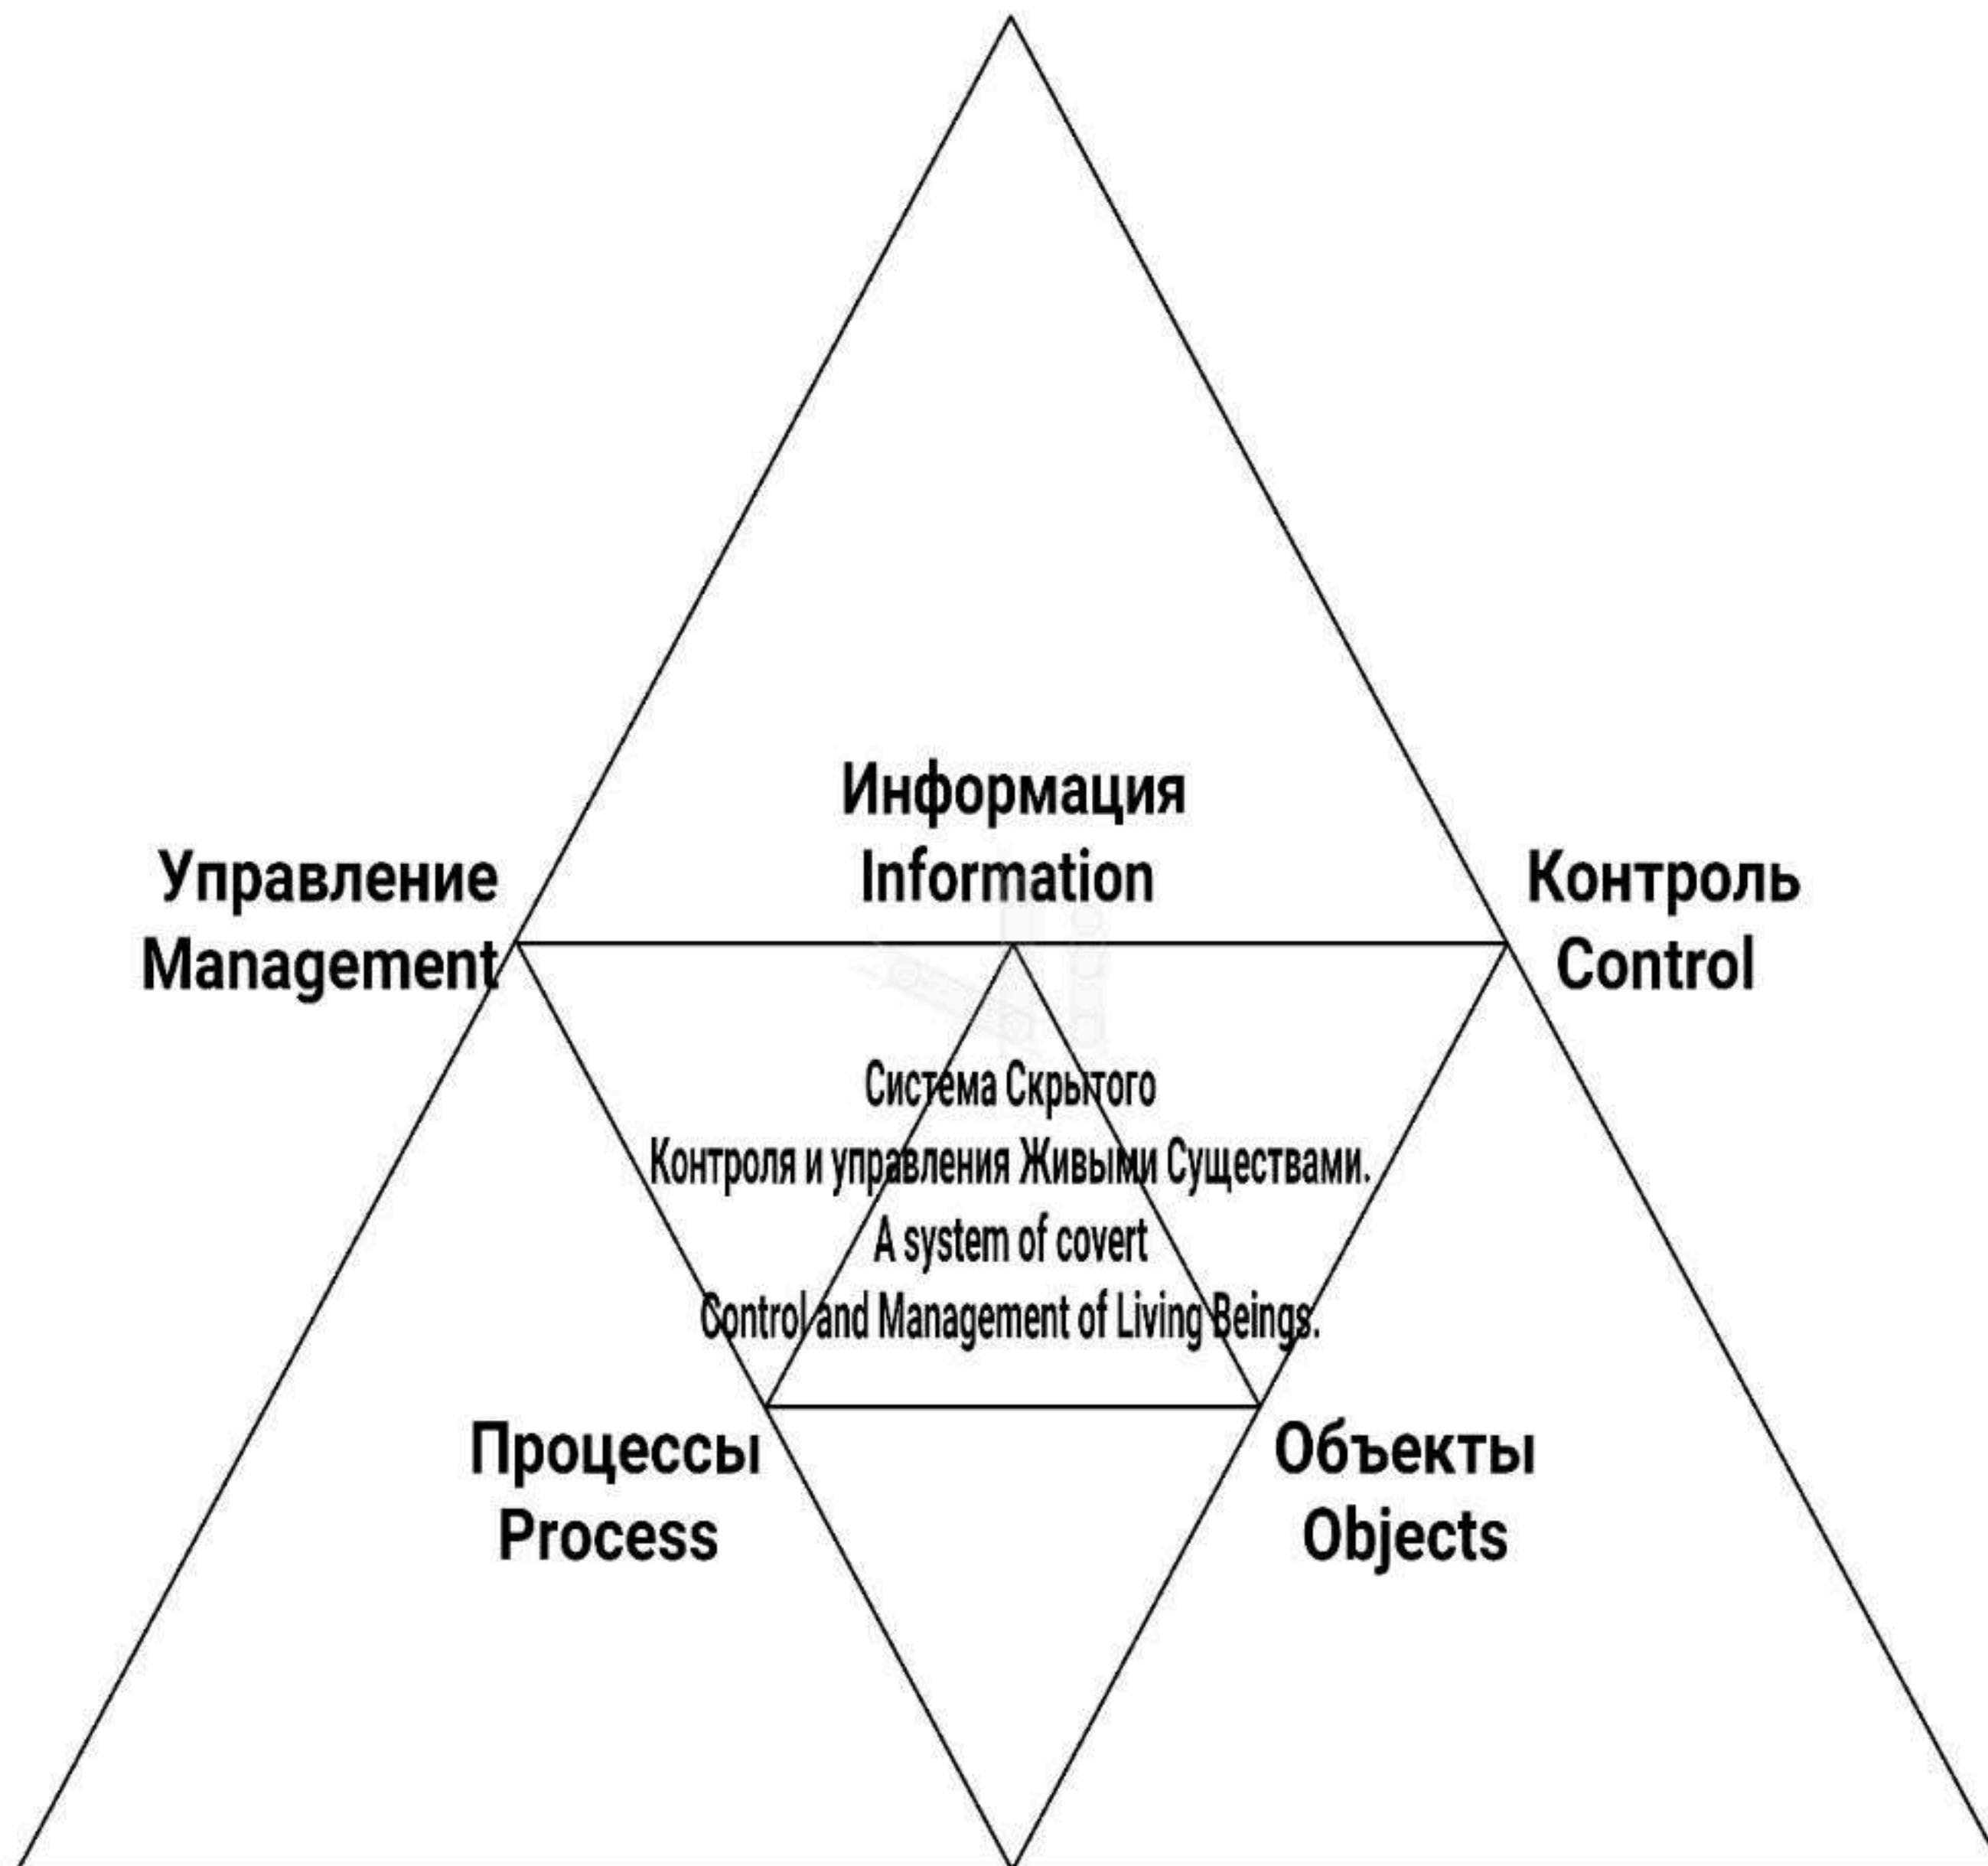 Информация
Information
Управление
Management
Контроль
Control
Система Скрытого
Контроля и управления Живыми Существами.
A system of covert
Control and Management of Living Beings.
Процессы
Process
Объекты
Objects